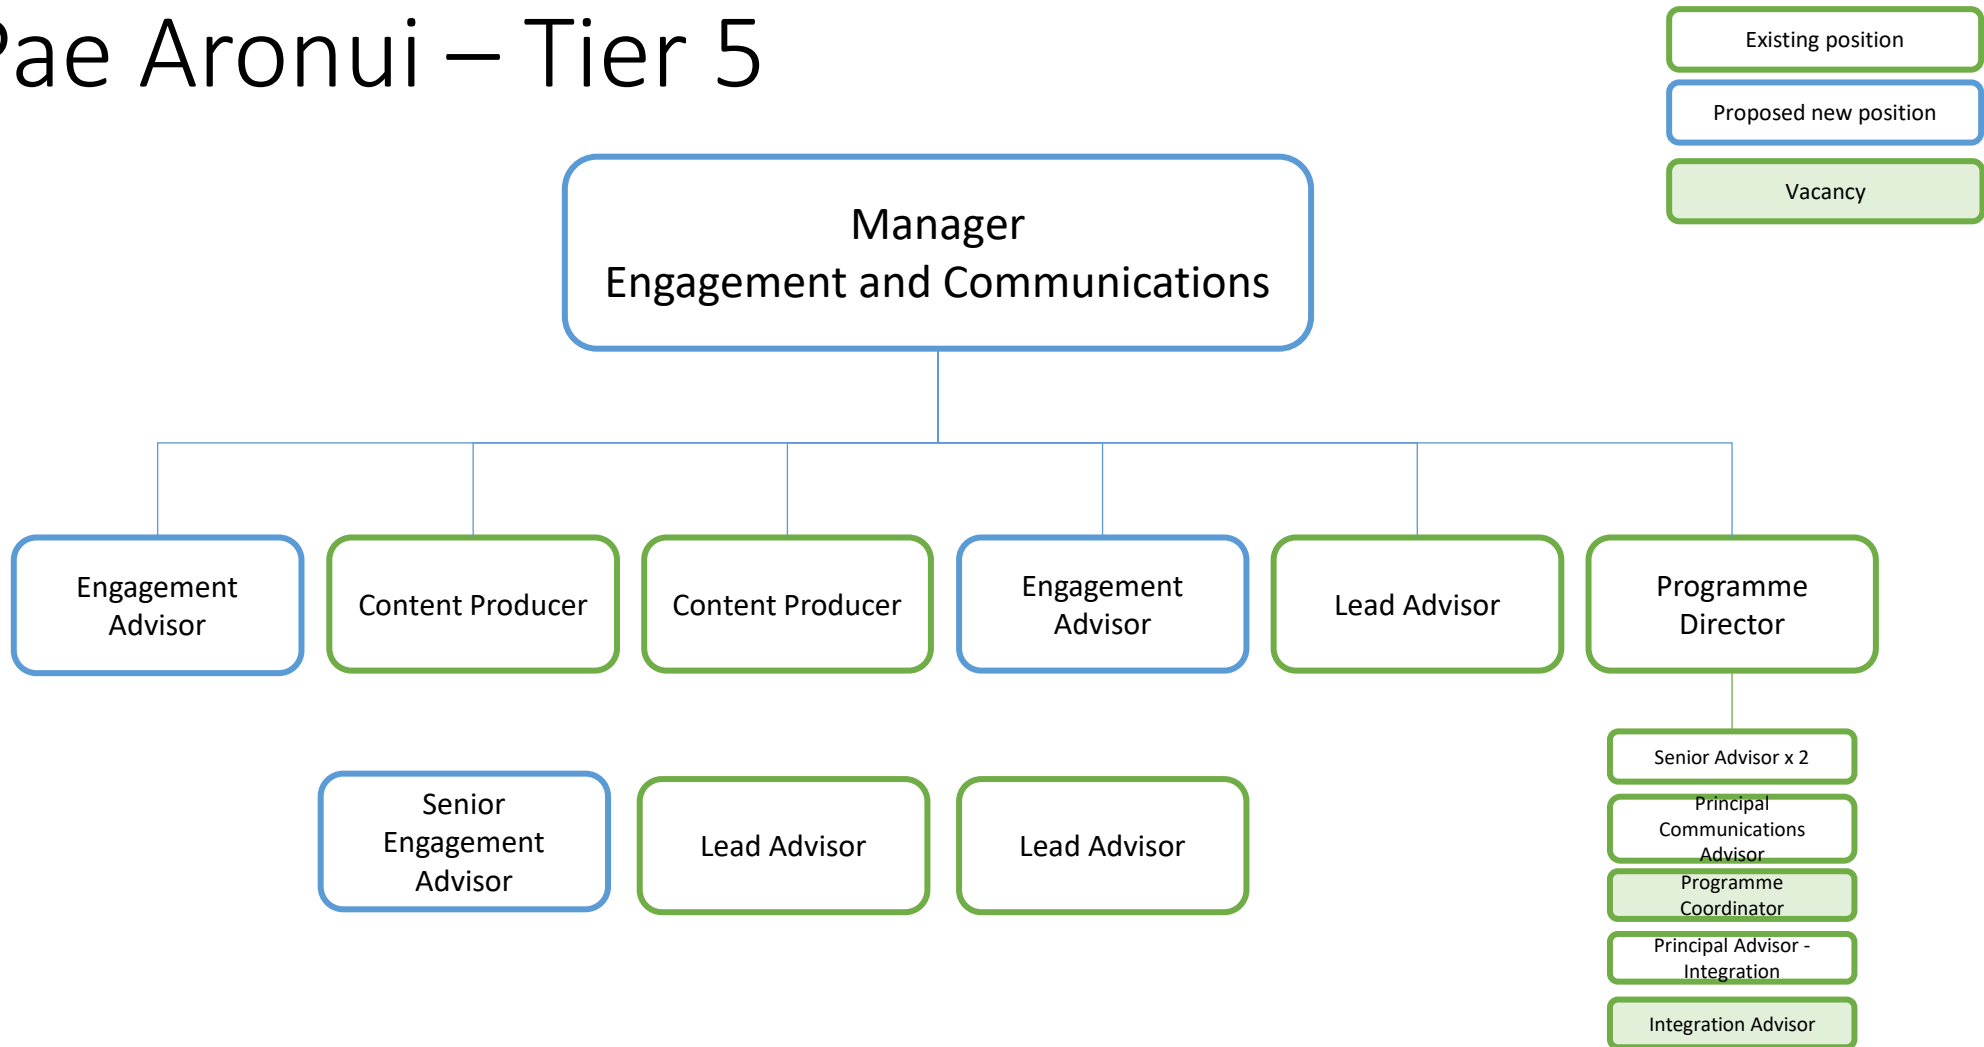 Pae Aronui – Tier 5
Existing position
Proposed new position
Vacancy
Manager
Engagement and Communications
Engagement
Advisor
Content Producer
Content Producer
Engagement
Advisor
Lead Advisor
Programme
Director
Senior
Engagement
Advisor
Lead Advisor
Lead Advisor
Senior Advisor x 2
Principal
Communications
Advisor
Programme
Coordinator
Principal Advisor -
Integration
Integration Advisor